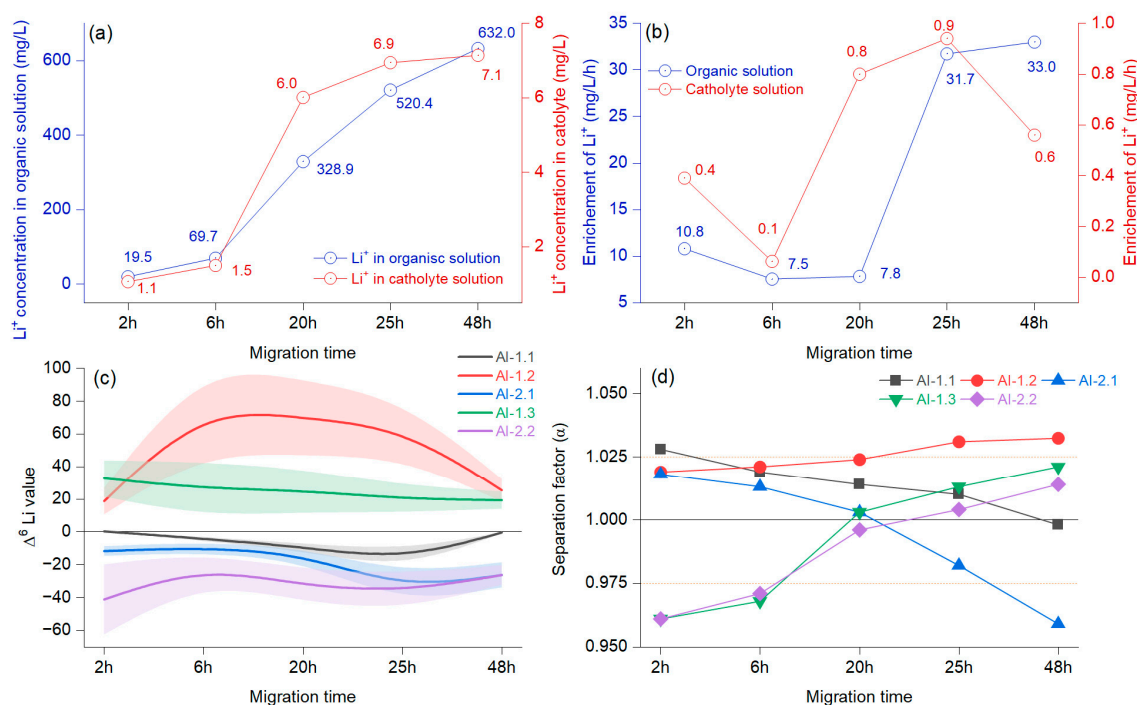 (a)
Li⁺ concentration in organic solution (mg/L)
600
400
200
0
8
6
4
2
Li⁺ concentration in catolyte (mg/L)
19.5
69.7
328.9
520.4
632.0
1.1
1.5
6.0
6.9
7.1
Li⁺ in organisc solution
Li⁺ in catholyte solution
2h 6h 20h 25h 48h
Migration time
(b)
Enrichement of Li⁺ (mg/L/h)
35
30
25
20
15
10
5
1.0
0.8
0.6
0.4
0.2
0.0
Enrichement of Li⁺ (mg/L/h)
Organic solution
Catholyte solution
10.8
7.5
7.8
31.7
33.0
0.4
0.1
0.8
0.9
0.6
2h 6h 20h 25h 48h
Migration time
(c)
Δ⁶ Li value
100
80
60
40
20
0
−20
−40
−60
Al-1.1
Al-1.2
Al-2.1
Al-1.3
Al-2.2
2h 6h 20h 25h 48h
Migration time
(d)
Separation factor (α)
1.050
1.025
1.000
0.975
0.950
Al-1.1 Al-1.2 Al-2.1
Al-1.3 Al-2.2
2h 6h 20h 25h 48h
Migration time